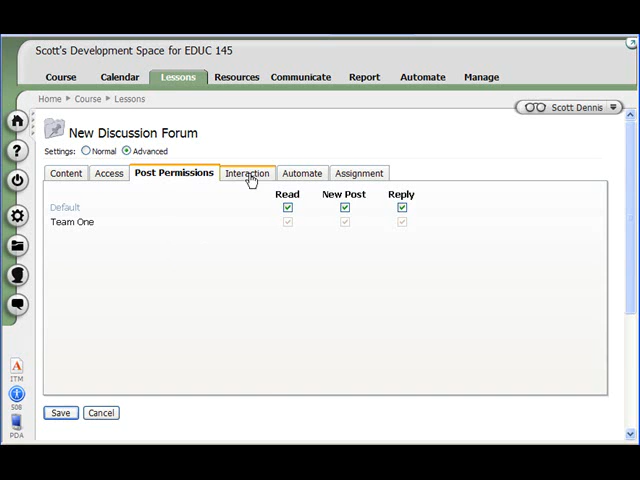 Scott's Development Space for EDUC 145
Course Calendar Lessons Resources Communicate Report Automate Manage
Home Course Lessons
Scott Dennis
New Discussion Forum
Settings: Normal Advanced
Content Access Post Permissions Interaction Automate Assignment
Read New Post Reply
Default
Team One
ITM
508
PDA
Save Cancel